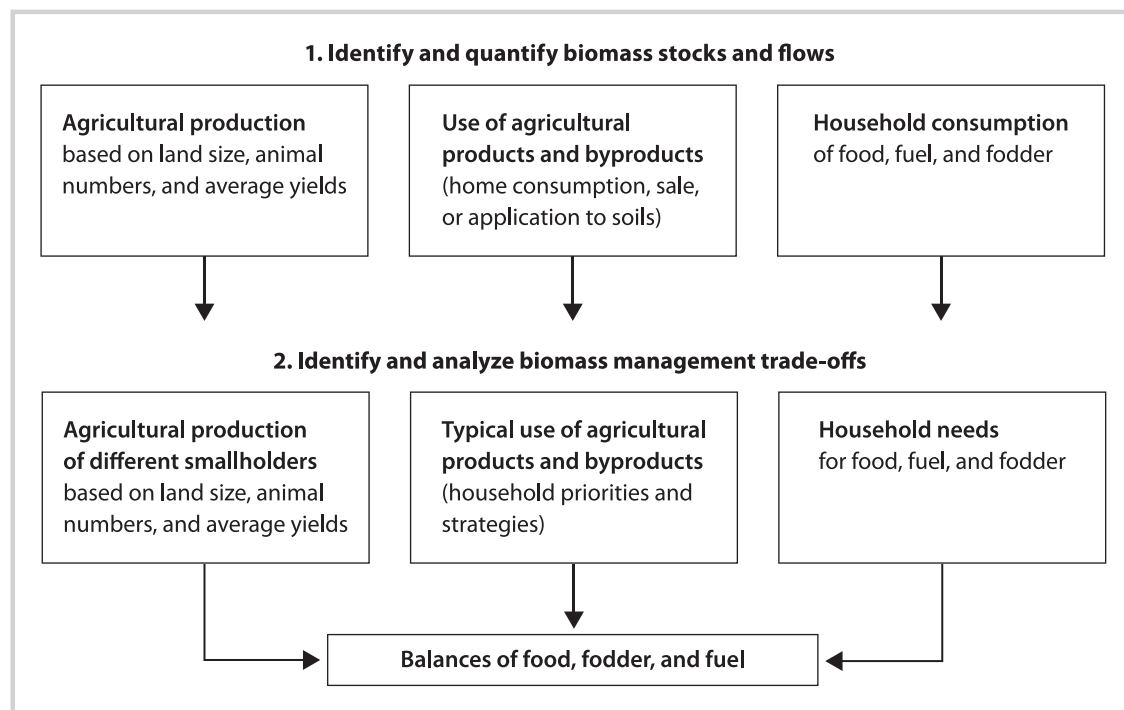 1. Identify and quantify biomass stocks and flows
Agricultural production
based on land size, animal
numbers, and average yields
Use of agricultural
products and byproducts
(home consumption, sale,
or application to soils)
Household consumption
of food, fuel, and fodder
2. Identify and analyze biomass management trade-offs
Agricultural production
of different smallholders
based on land size, animal
numbers, and average yields
Typical use of agricultural
products and byproducts
(household priorities and
strategies)
Household needs
for food, fuel, and fodder
Balances of food, fodder, and fuel